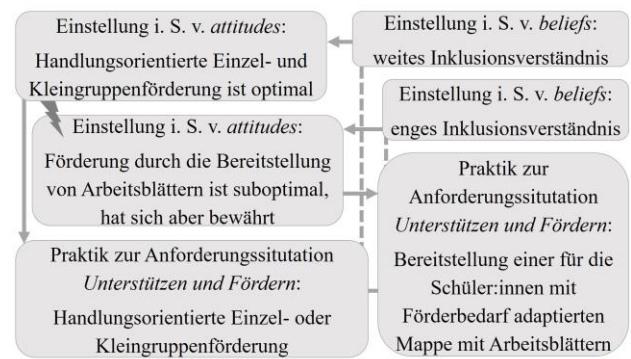 Einstellung i. S. v. attitudes:
Handlungsorientierte Einzel- und
Kleingruppenförderung ist optimal
Einstellung i. S. v. beliefs:
weites Inklusionsverständnis
Einstellung i. S. v. beliefs:
enges Inklusionsverständnis
Einstellung i. S. v. attitudes:
Förderung durch die Bereitstellung
von Arbeitsblättern ist suboptimal,
hat sich aber bewährt
Praktik zur
Anforderungssitutation
Unterstützen und Fördern:
Bereitstellung einer für die
Schüler:innen mit
Förderbedarf adaptierten
Mappe mit Arbeitsblättern
Praktik zur Anforderungssitutation
Unterstützen und Fördern:
Handlungsorientierte Einzel- oder
Kleingruppenförderung